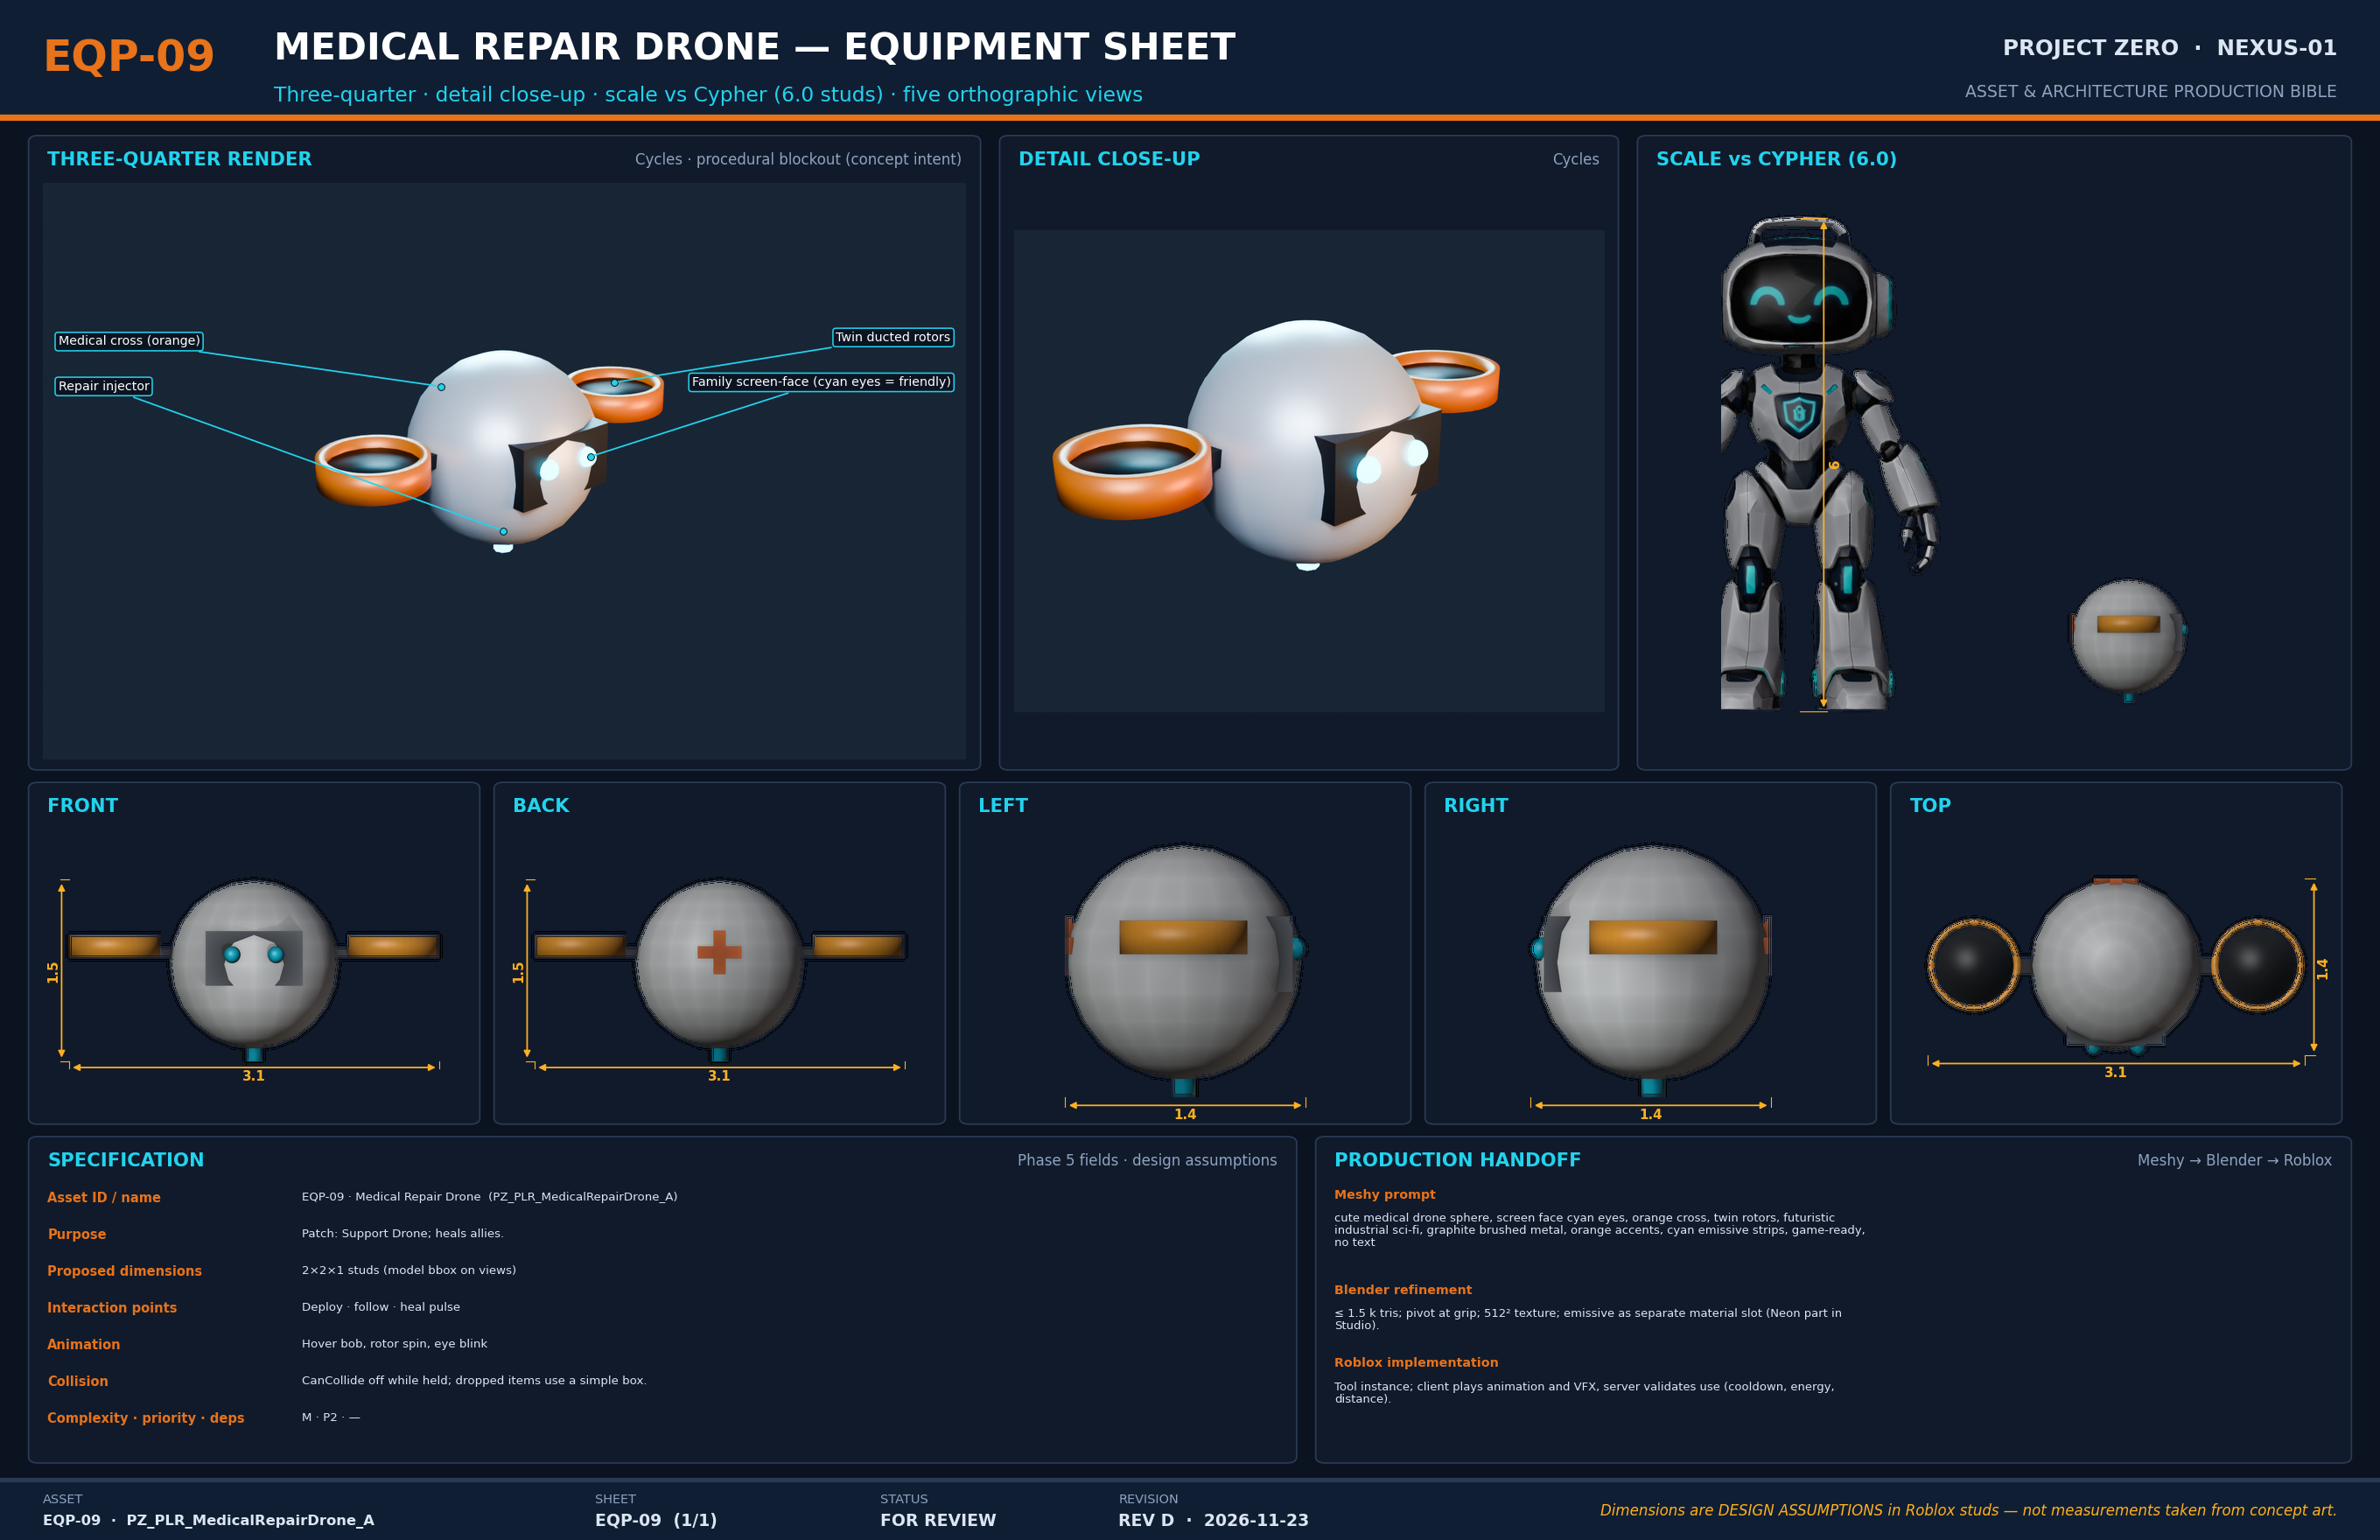 EQP-09
MEDICAL REPAIR DRONE — EQUIPMENT SHEET
Three-quarter · detail close-up · scale vs Cypher (6.0 studs) · five orthographic views
PROJECT ZERO · NEXUS-01
ASSET & ARCHITECTURE PRODUCTION BIBLE
THREE-QUARTER RENDER
Cycles · procedural blockout (concept intent)
Medical cross (orange)
Repair injector
Twin ducted rotors
Family screen-face (cyan eyes = friendly)
DETAIL CLOSE-UP
Cycles
SCALE vs CYPHER (6.0)
6
FRONT
1.5
3.1
BACK
1.5
3.1
LEFT
1.4
RIGHT
1.4
TOP
1.4
3.1
SPECIFICATION
Phase 5 fields · design assumptions
Asset ID / name
EQP-09 · Medical Repair Drone (PZ_PLR_MedicalRepairDrone_A)
Purpose
Patch: Support Drone; heals allies.
Proposed dimensions
2×2×1 studs (model bbox on views)
Interaction points
Deploy · follow · heal pulse
Animation
Hover bob, rotor spin, eye blink
Collision
CanCollide off while held; dropped items use a simple box.
Complexity · priority · deps
M · P2 · —
PRODUCTION HANDOFF
Meshy → Blender → Roblox
Meshy prompt
cute medical drone sphere, screen face cyan eyes, orange cross, twin rotors, futuristic
industrial sci-fi, graphite brushed metal, orange accents, cyan emissive strips, game-ready,
no text
Blender refinement
≤ 1.5 k tris; pivot at grip; 512² texture; emissive as separate material slot (Neon part in
Studio).
Roblox implementation
Tool instance; client plays animation and VFX, server validates use (cooldown, energy,
distance).
ASSET
EQP-09 · PZ_PLR_MedicalRepairDrone_A
SHEET
EQP-09 (1/1)
STATUS
FOR REVIEW
REVISION
REV D · 2026-11-23
Dimensions are DESIGN ASSUMPTIONS in Roblox studs — not measurements taken from concept art.